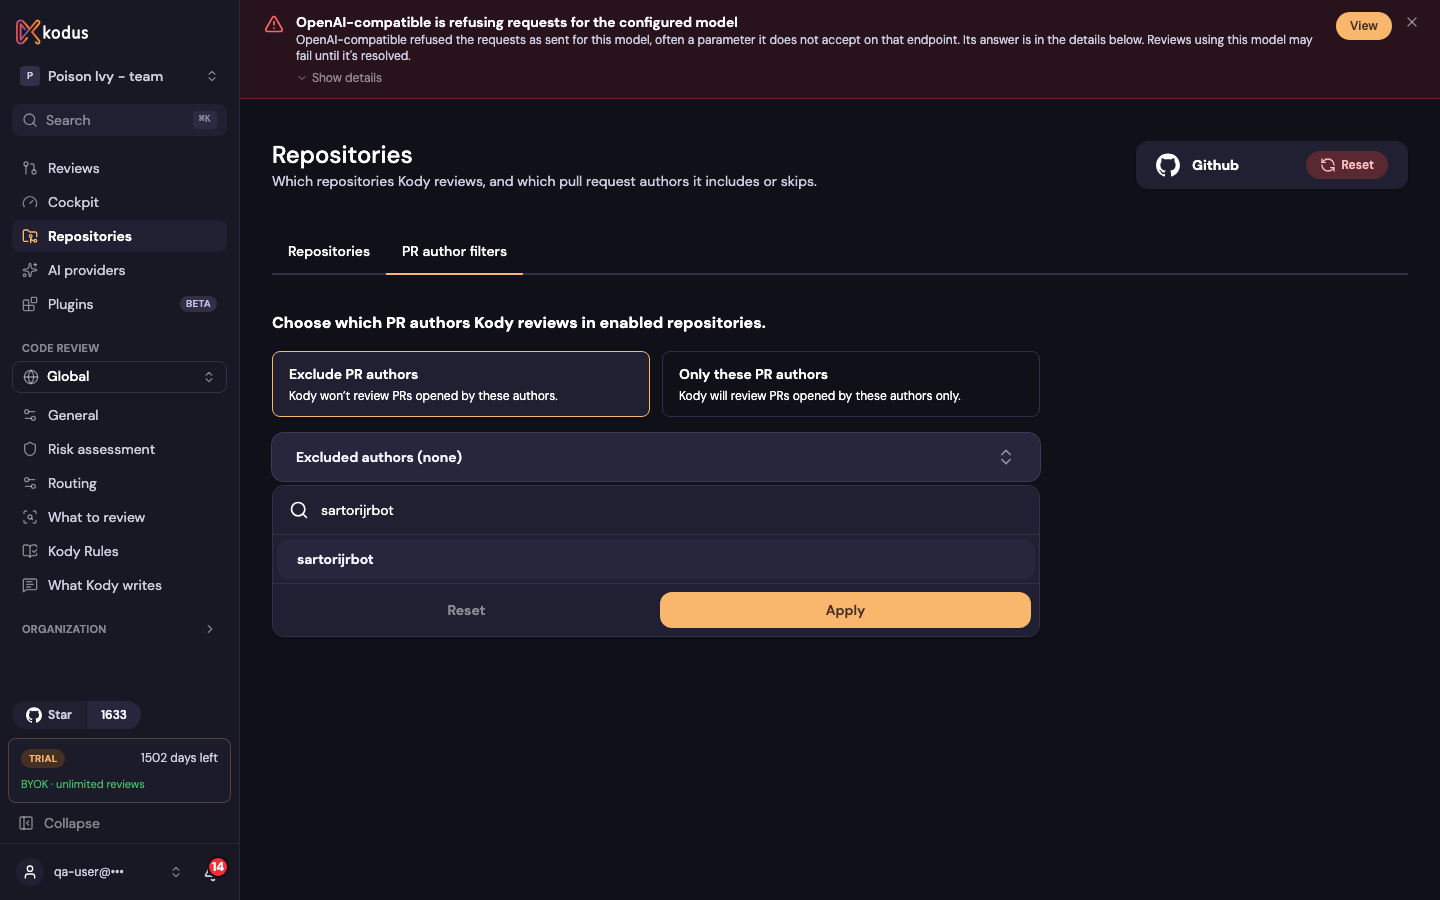 kodus
P Poison Ivy - team
Search ⌘K
Reviews
Cockpit
Repositories
AI providers
Plugins BETA
CODE REVIEW
Global
General
Risk assessment
Routing
What to review
Kody Rules
What Kody writes
ORGANIZATION
Star 1633
TRIAL 1502 days left
BYOK · unlimited reviews
Collapse
qa-user@••• 14
OpenAI-compatible is refusing requests for the configured model
OpenAI-compatible refused the requests as sent for this model, often a parameter it does not accept on that endpoint. Its answer is in the details below. Reviews using this model may
fail until it's resolved.
Show details
View
Repositories
Which repositories Kody reviews, and which pull request authors it includes or skips.
Github Reset
Repositories PR author filters
Choose which PR authors Kody reviews in enabled repositories.
Exclude PR authors
Kody won't review PRs opened by these authors.
Only these PR authors
Kody will review PRs opened by these authors only.
Excluded authors (none)
sartorijrbot
sartorijrbot
Reset Apply